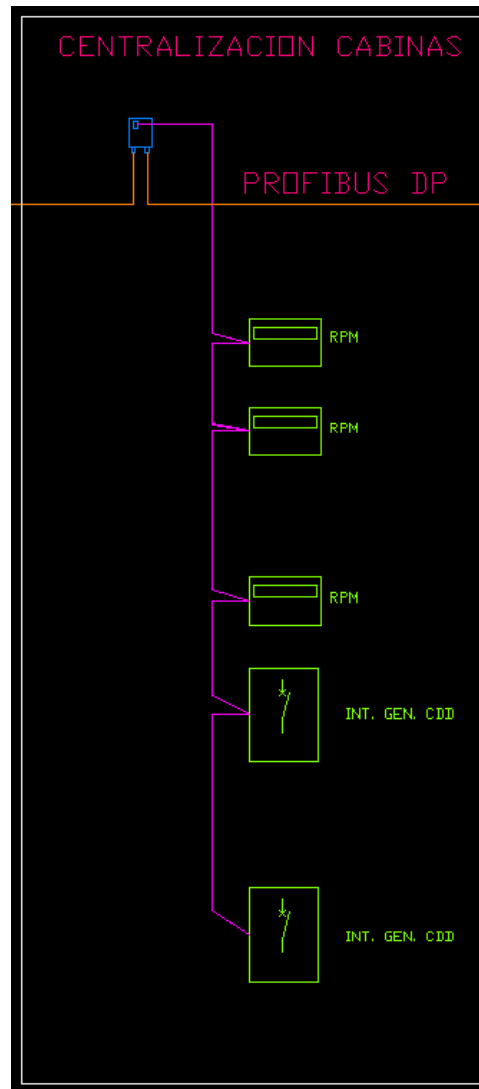 CENTRALIZACION CABINAS
PROFIBUS DP
RPM
RPM
RPM
INT. GEN. CDD
INT. GEN. CDD